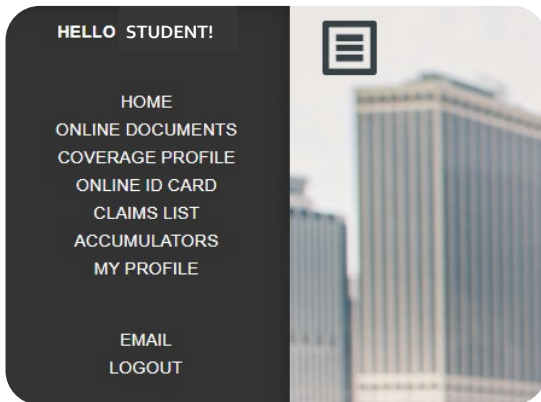 HELLO STUDENT!
HOME
ONLINE DOCUMENTS
COVERAGE PROFILE
ONLINE ID CARD
CLAIMS LIST
ACCUMULATORS
MY PROFILE
EMAIL
LOGOUT